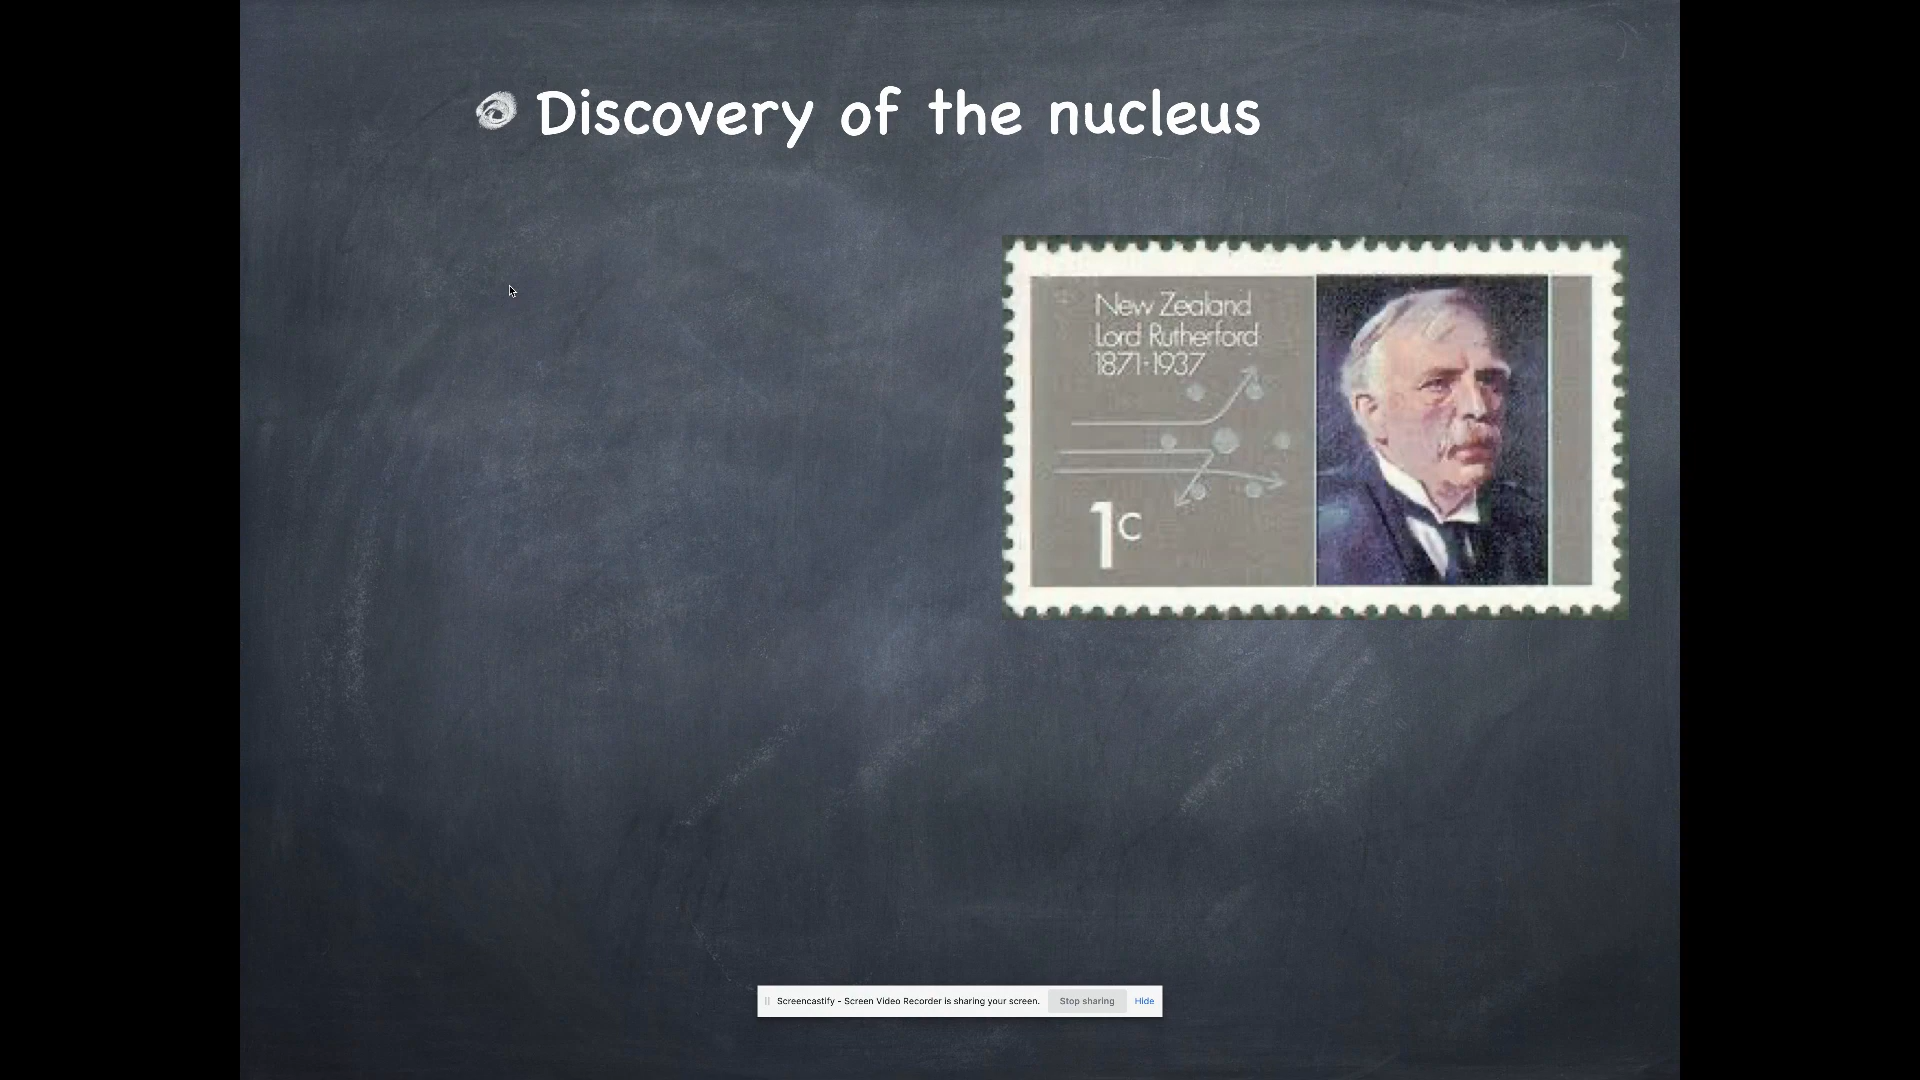 Discovery of the nucleus
New Zealand
Lord Rutherford
1871-1937
1c
Screencastify - Screen Video Recorder is sharing your screen. Stop sharing Hide